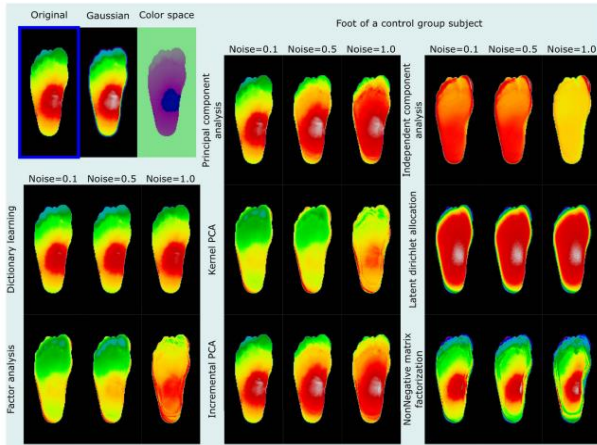 Original Gaussian Color space
Foot of a control group subject
Noise=0.1 Noise=0.5 Noise=1.0
Principal component
analysis
Noise=0.1 Noise=0.5 Noise=1.0
Independent component
analysis
Noise=0.1 Noise=0.5 Noise=1.0
Dictionary learning
Kernel PCA
Latent dirichlet allocation
Factor analysis
Incremental PCA
NonNegative matrix
factorization